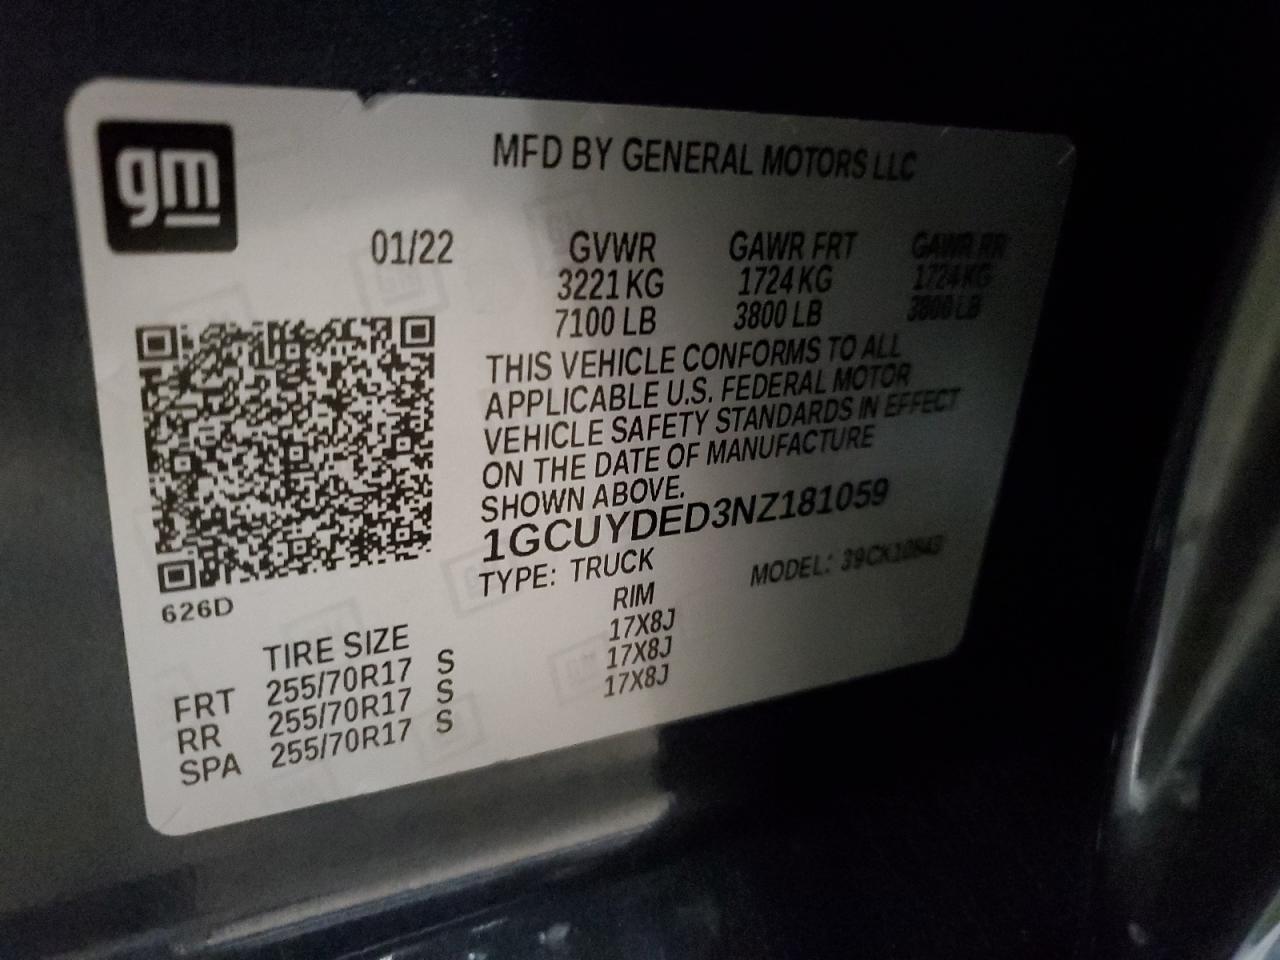 gm
MFD BY GENERAL MOTORS LLC
01/22 GVWR GAWR FRT GAWR RR
3221 KG 1724 KG 1724 KG
7100 LB 3800 LB 3800 LB
THIS VEHICLE CONFORMS TO ALL
APPLICABLE U.S. FEDERAL MOTOR
VEHICLE SAFETY STANDARDS IN EFFECT
ON THE DATE OF MANUFACTURE
SHOWN ABOVE.
1GCUYDED3NZ181059
TYPE: TRUCK MODEL:
626D
TIRE SIZE RIM
FRT 255/70R17 S 17X8J
RR 255/70R17 S 17X8J
SPA 255/70R17 S 17X8J